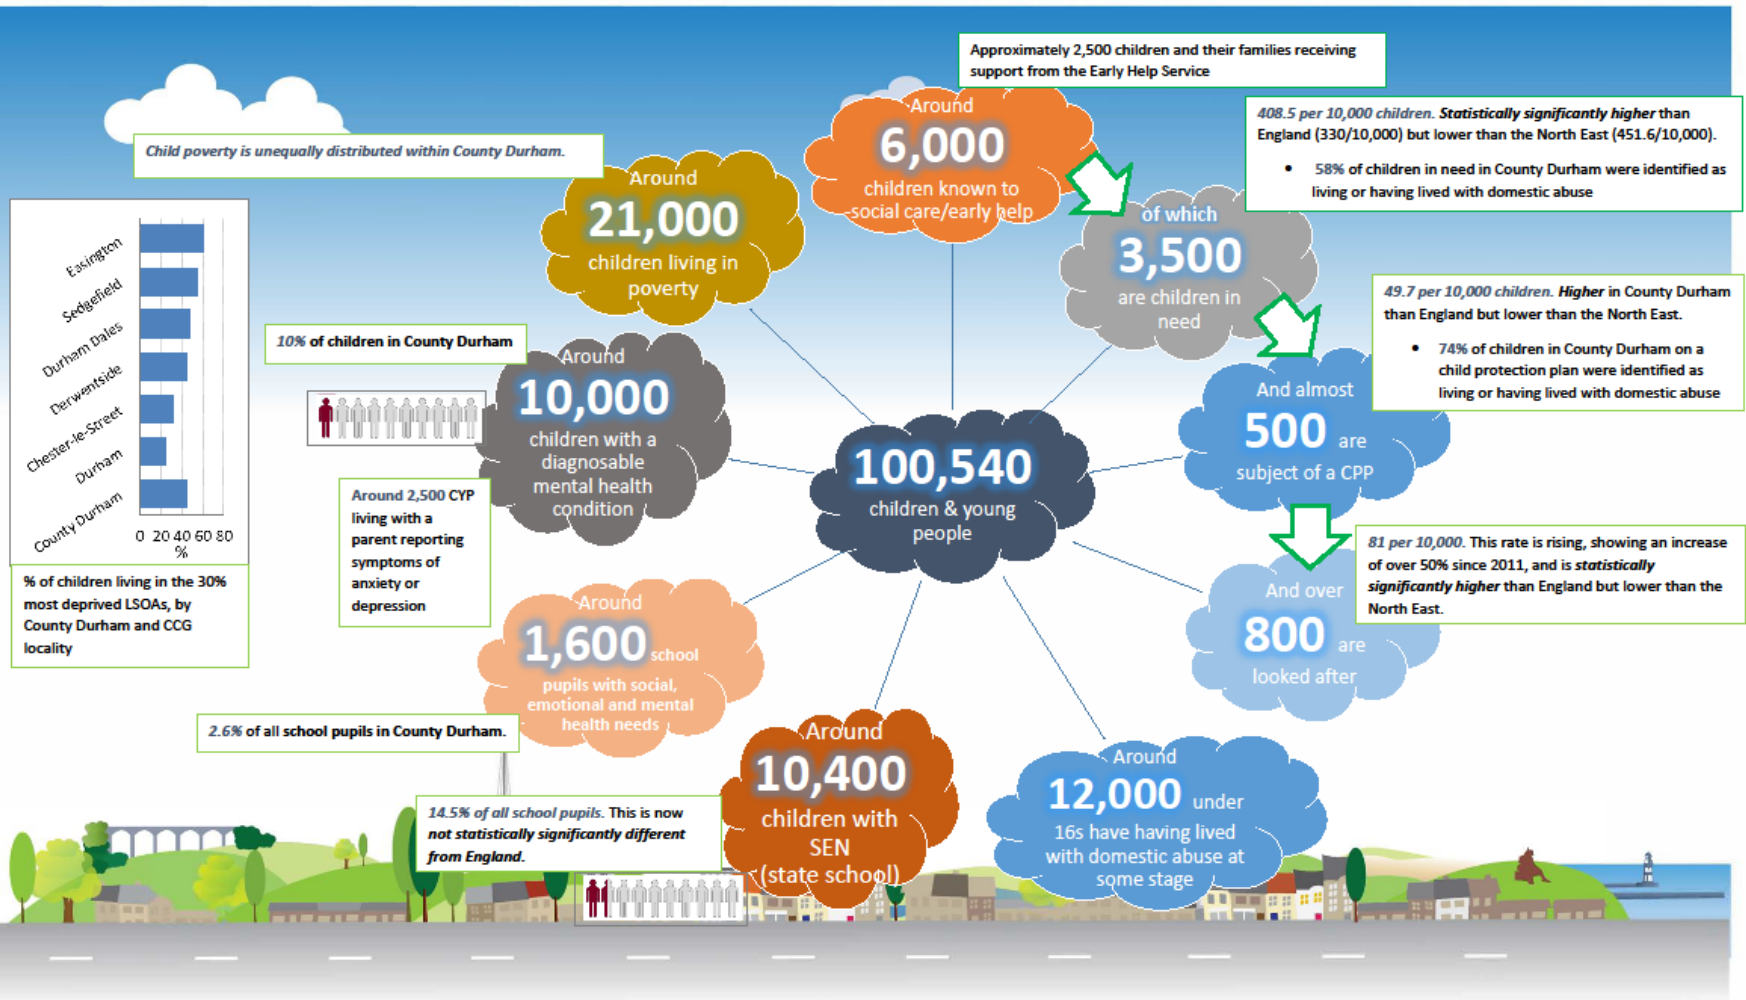 Approximately 2,500 children and their families receiving
support from the Early Help Service
Around
6,000
children known to
social care/early help
408.5 per 10,000 children. Statistically significantly higher than
England (330/10,000) but lower than the North East (451.6/10,000).
• 58% of children in need in County Durham were identified as
living or having lived with domestic abuse
of which
3,500
are children in
need
49.7 per 10,000 children. Higher in County Durham
than England but lower than the North East.
• 74% of children in County Durham on a
child protection plan were identified as
living or having lived with domestic abuse
And almost
500 are
subject of a CPP
81 per 10,000. This rate is rising, showing an increase
of over 50% since 2011, and is statistically
significantly higher than England but lower than the
North East.
And over
800 are
looked after
Child poverty is unequally distributed within County Durham.
Around
21,000
children living in
poverty
Easington
Sedgefield
Durham Dales
Derwentside
Chester-le-Street
Durham
County Durham
0 20 40 60 80
%
% of children living in the 30%
most deprived LSOAs, by
County Durham and CCG
locality
10% of children in County Durham
Around
10,000
children with a
diagnosable
mental health
condition
Around 2,500 CYP
living with a
parent reporting
symptoms of
anxiety or
depression
100,540
children & young
people
Around
1,600 school
pupils with social,
emotional and mental
health needs
2.6% of all school pupils in County Durham.
Around
10,400
children with
SEN
(state school)
14.5% of all school pupils. This is now
not statistically significantly different
from England.
Around
12,000 under
16s have having lived
with domestic abuse at
some stage